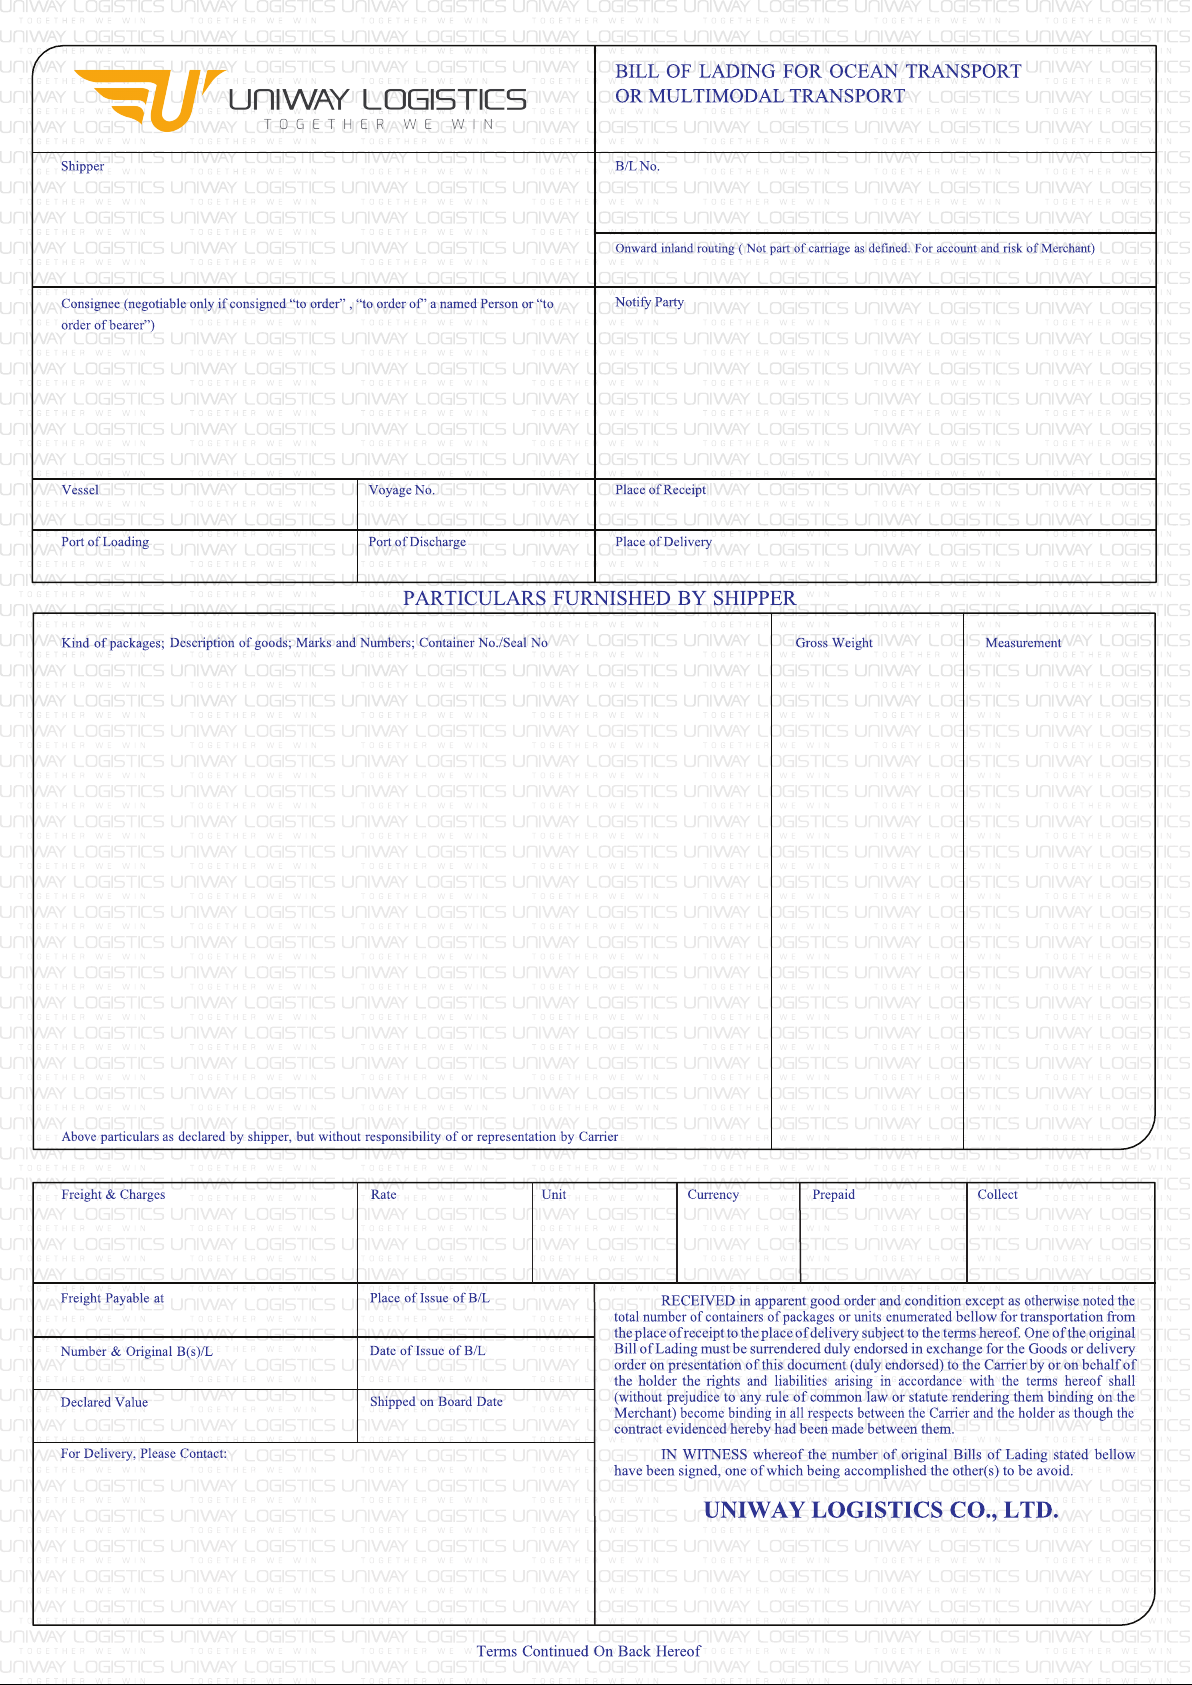 UNIWAY LOGISTICS
TOGETHER WE WIN
BILL OF LADING FOR OCEAN TRANSPORT
OR MULTIMODAL TRANSPORT
Shipper
B/L No.
Onward inland routing ( Not part of carriage as defined. For account and risk of Merchant)
Consignee (negotiable only if consigned “to order” , “to order of” a named Person or “to
order of bearer”)
Notify Party
Vessel
Voyage No.
Place of Receipt
Port of Loading
Port of Discharge
Place of Delivery
PARTICULARS FURNISHED BY SHIPPER
Kind of packages; Description of goods; Marks and Numbers; Container No./Seal No
Gross Weight
Measurement
Above particulars as declared by shipper, but without responsibility of or representation by Carrier
Freight & Charges
Rate
Unit
Currency
Prepaid
Collect
Freight Payable at
Place of Issue of B/L
Number & Original B(s)/L
Date of Issue of B/L
Declared Value
Shipped on Board Date
For Delivery, Please Contact:
RECEIVED in apparent good order and condition except as otherwise noted the
total number of containers of packages or units enumerated bellow for transportation from
the place of receipt to the place of delivery subject to the terms hereof. One of the original
Bill of Lading must be surrendered duly endorsed in exchange for the Goods or delivery
order on presentation of this document (duly endorsed) to the Carrier by or on behalf of
the holder the rights and liabilities arising in accordance with the terms hereof shall
(without prejudice to any rule of common law or statute rendering them binding on the
Merchant) become binding in all respects between the Carrier and the holder as though the
contract evidenced hereby had been made between them.
IN WITNESS whereof the number of original Bills of Lading stated bellow
have been signed, one of which being accomplished the other(s) to be avoid.
UNIWAY LOGISTICS CO., LTD.
Terms Continued On Back Hereof